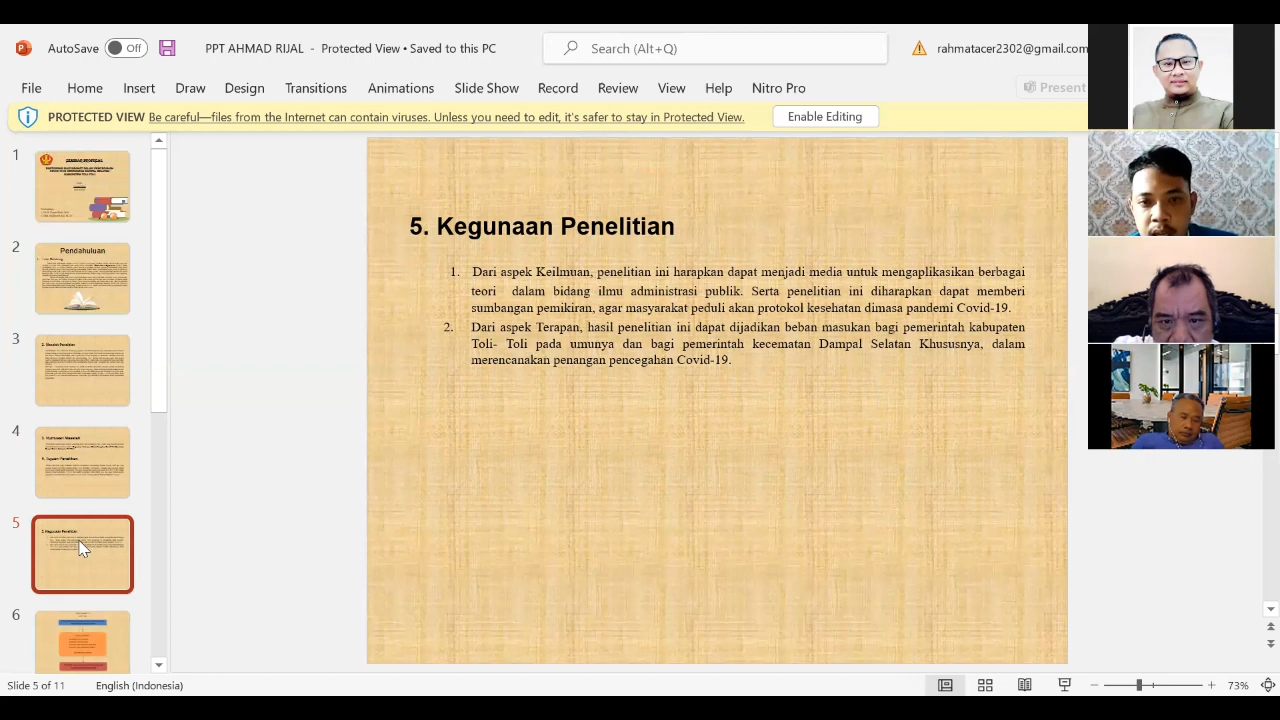 AutoSave Off PPT AHMAD RIJAL - Protected View • Saved to this PC Search (Alt+Q) rahmatacer2302@gmail.com
File Home Insert Draw Design Transitions Animations Slide Show Record Review View Help Nitro Pro Present
PROTECTED VIEW Be careful—files from the Internet can contain viruses. Unless you need to edit, it's safer to stay in Protected View. Enable Editing
1
2
Pendahuluan
3
4
5
6
5. Kegunaan Penelitian
1. Dari aspek Keilmuan, penelitian ini harapkan dapat menjadi media untuk mengaplikasikan berbagai
teori dalam bidang ilmu administrasi publik. Serta penelitian ini diharapkan dapat memberi
sumbangan pemikiran, agar masyarakat peduli akan protokol kesehatan dimasa pandemi Covid-19.
2. Dari aspek Terapan, hasil penelitian ini dapat dijadikan beban masukan bagi pemerintah kabupaten
Toli- Toli pada umunya dan bagi pemerintah kecematan Dampal Selatan Khususnya, dalam
merencanakan penangan pencegahan Covid-19.
Slide 5 of 11 English (Indonesia) 73%